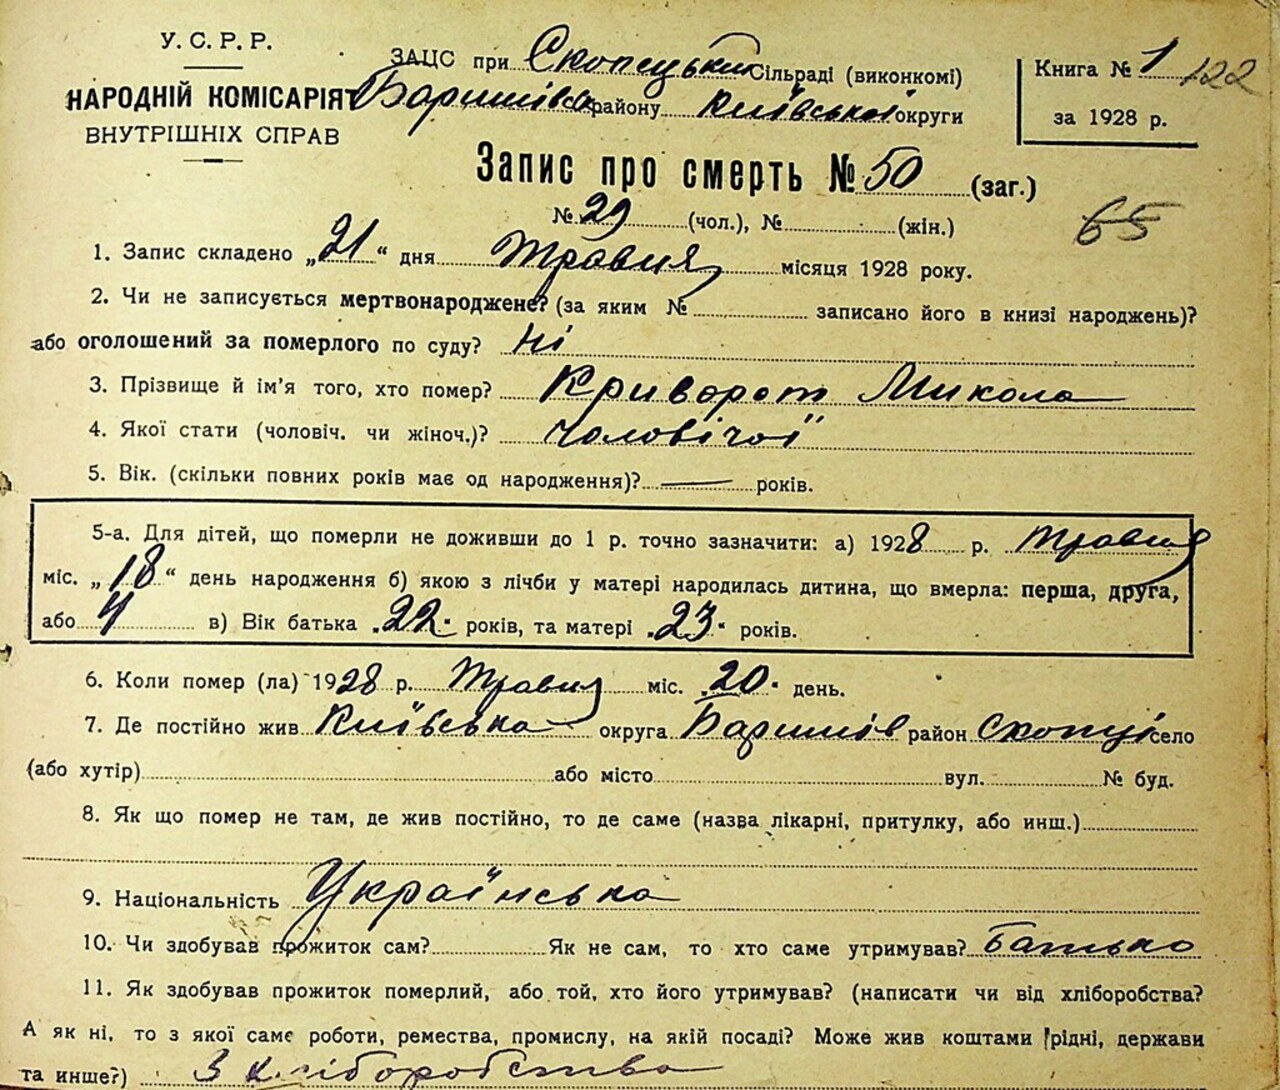 У.С.Р.Р.
НАРОДНІЙ КОМІСАРІЯТ
ВНУТРІШНІХ СПРАВ
ЗАЦС при Скопецький Сільраді (виконкомі)
Баришівськ району Київської округи
Книга № 1 122
за 1928 р.
Запис про смерть № 50 (заг.)
№ 29 (чол.), № (жін.)
65
1. Запис складено „21“ дня Травня місяця 1928 року.
2. Чи не записується мертвонароджене? (за яким № записано його в книзі народжень)?
або оголошений за померлого по суду? Ні
3. Прізвище й ім'я того, хто помер? Криворот Микола
4. Якої стати (чоловіч. чи жіноч.)? Чоловічої
5. Вік. (скільки повних років має од народження)? — років.
5-а. Для дітей, що померли не доживши до 1 р. точно зазначити: а) 1928 р. Травня
міс. „18“ день народження б) якою з лічби у матері народилась дитина, що вмерла: перша, друга,
або в) Вік батька „22“ років, та матері „23“ років.
6. Коли помер (ла) 1928 р. Травня міс. „20“ день.
7. Де постійно жив Київська округа Баришів район Скопці село
(або хутір) або місто вул. № буд.
8. Як що помер не там, де жив постійно, то де саме (назва лікарні, притулку, або инш.)
9. Національність Українська
10. Чи здобував прожиток сам? Як не сам, то хто саме утримував? Батько
11. Як здобував прожиток померлий, або той, хто його утримував? (написати чи від хліборобства?
А як ні, то з якої саме роботи, ремества, промислу, на якій посаді? Може жив коштами рідні, держави
та инше?) З хліборобства